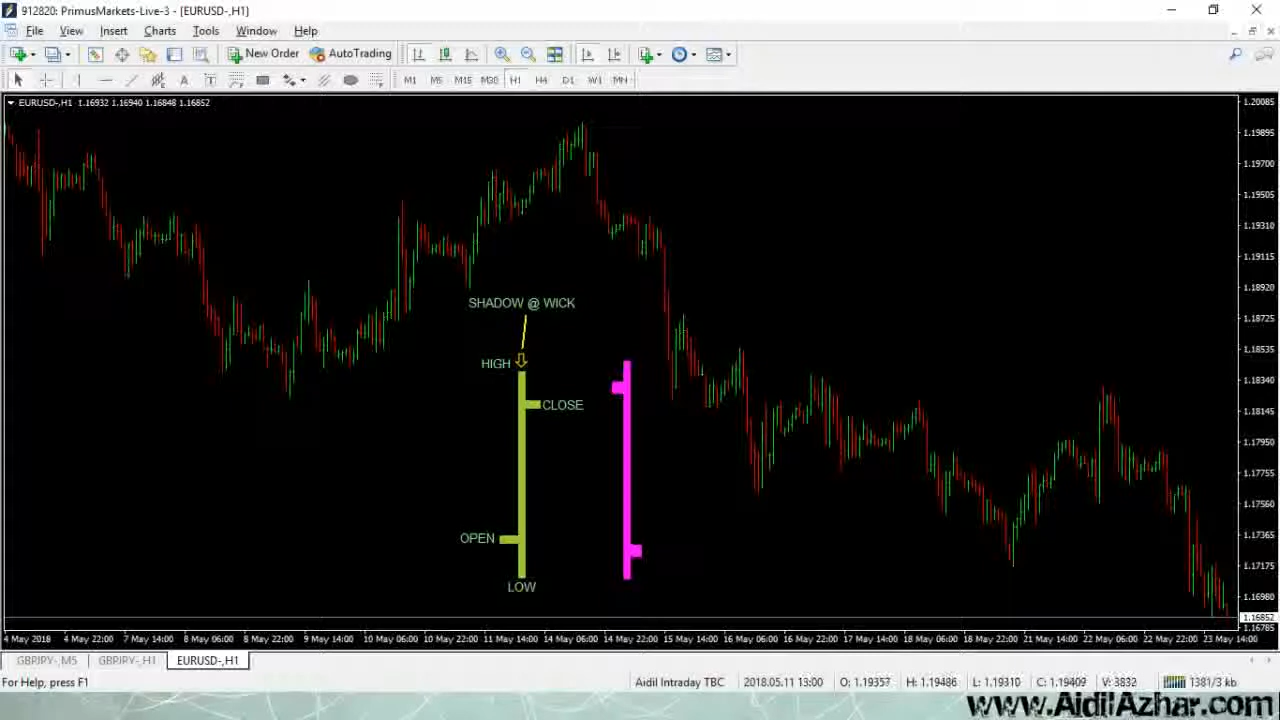 912820: PrimusMarkets-Live-3 - [EURUSD-,H1]
File View Insert Charts Tools Window Help
New Order AutoTrading
A T M1 M5 M15 M30 H1 H4 D1 W1 MN
EURUSD-,H1 1.16932 1.16940 1.16848 1.16852
1.20085
1.19895
1.19700
1.19505
1.19310
1.19115
1.18920
1.18725
1.18535
1.18340
1.18145
1.17950
1.17755
1.17560
1.17365
1.17175
1.16980
1.16852
1.16785
SHADOW @ WICK
HIGH
CLOSE
OPEN
LOW
4 May 2018 4 May 22:00 7 May 14:00 8 May 06:00 8 May 22:00 9 May 14:00 10 May 06:00 10 May 22:00 11 May 14:00 14 May 06:00 14 May 22:00 15 May 14:00 16 May 06:00 16 May 22:00 17 May 14:00 18 May 06:00 18 May 22:00 21 May 14:00 22 May 06:00 22 May 22:00 23 May 14:00
GBPJPY-,M5 GBPJPY-,H1 EURUSD-,H1
For Help, press F1 Aidil Intraday TBC 2018.05.11 13:00 O: 1.19357 H: 1.19486 L: 1.19310 C: 1.19409 V: 3832 1381/3 kb
www.AidilAzhar.com